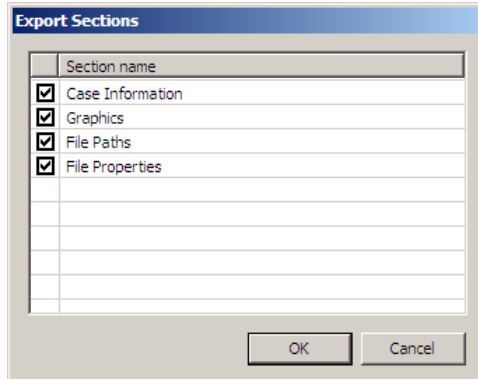 Export Sections
Section name
Case Information
Graphics
File Paths
File Properties
OK Cancel